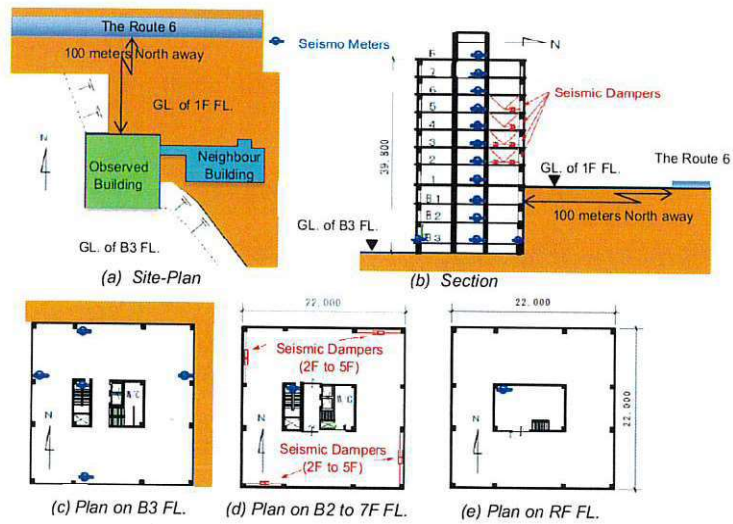 The Route 6
100 meters North away
GL. of 1F FL.
N
Observed
Building
Neighbour
Building
GL. of B3 FL.
(a) Site-Plan
Seismo Meters
N
R
7
6
5
4
3
2
1
B1
B2
B3
39,800
Seismic Dampers
GL. of 1F FL.
The Route 6
100 meters North away
GL. of B3 FL.
(b) Section
N
(c) Plan on B3 FL.
22,000
Seismic Dampers
(2F to 5F)
N
Seismic Dampers
(2F to 5F)
(d) Plan on B2 to 7F FL.
22,000
22,000
N
(e) Plan on RF FL.